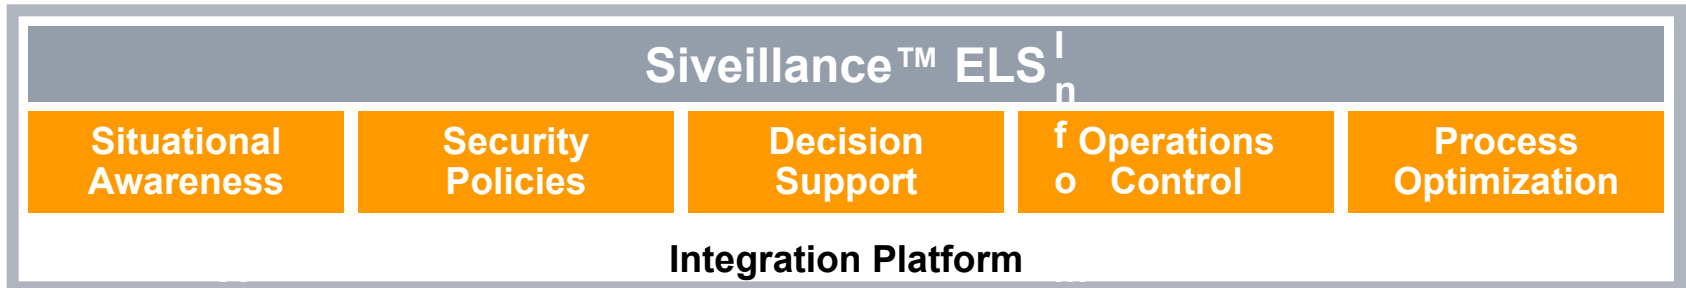 Siveillance™ ELS
I
n
f
o
Situational
Awareness
Security
Policies
Decision
Support
Operations
Control
Process
Optimization
Integration Platform